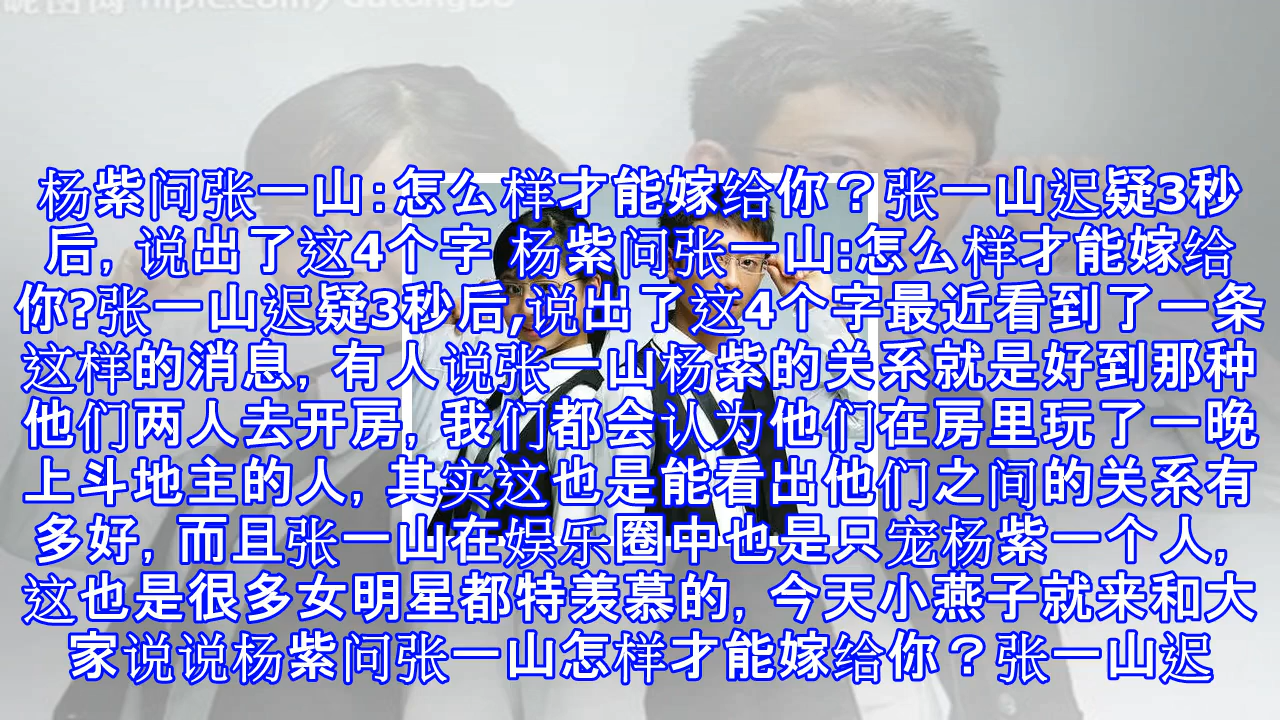 昵图网 nipic.com/
杨紫问张一山:怎么样才能嫁给你？张一山迟疑3秒
后, 说出了这4个字 杨紫问张一山:怎么样才能嫁给
你?张一山迟疑3秒后,说出了这4个字最近看到了一条
这样的消息, 有人说张一山杨紫的关系就是好到那种
他们两人去开房, 我们都会认为他们在房里玩了一晚
上斗地主的人, 其实这也是能看出他们之间的关系有
多好, 而且张一山在娱乐圈中也是只宠杨紫一个人,
这也是很多女明星都特羡慕的, 今天小燕子就来和大
家说说杨紫问张一山怎样才能嫁给你？张一山迟